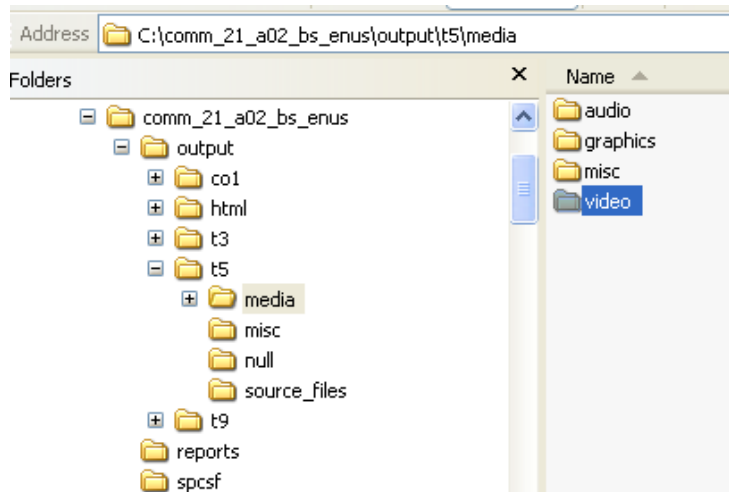 Address C:\comm_21_a02_bs_enus\output\t5\media
Folders
comm_21_a02_bs_enus
output
co1
html
t3
t5
media
misc
null
source_files
t9
reports
spcsf
Name
audio
graphics
misc
video